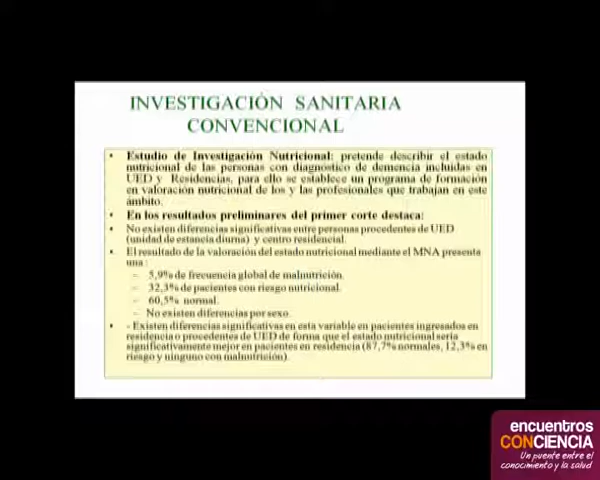 INVESTIGACIÓN SANITARIA
CONVENCIONAL
• Estudio de Investigación Nutricional: pretende describir el estado
nutricional de las personas con diagnóstico de demencia incluidas en
UED y Residencias, para ello se establece un programa de formación
en valoración nutricional de los y las profesionales que trabajan en este
ámbito.
• En los resultados preliminares del primer corte destaca:
• No existen diferencias significativas entre personas procedentes de UED
(unidad de estancia diurna) y centro residencial.
• El resultado de la valoración del estado nutricional mediante el MNA presenta
una :
– 5,9% de frecuencia global de malnutrición.
– 32,3% de pacientes con riesgo nutricional.
– 60,5% normal.
– No existen diferencias por sexo.
• - Existen diferencias significativas en esta variable en pacientes ingresados en
residencia o procedentes de UED de forma que el estado nutricional sería
significativamente mejor en pacientes en residencia (87,7% normales, 12,3% en
riesgo y ninguno con malnutrición).
encuentros
CONCIENCIA
Un puente entre el
conocimiento y la salud